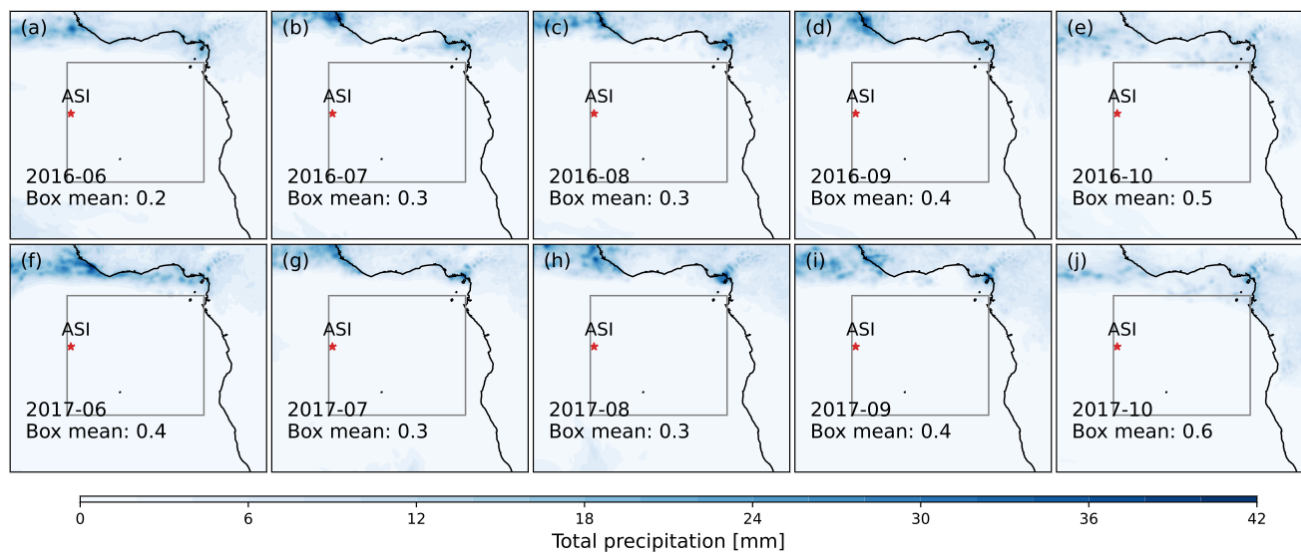 (a)
ASI
2016-06
Box mean: 0.2
(b)
ASI
2016-07
Box mean: 0.3
(c)
ASI
2016-08
Box mean: 0.3
(d)
ASI
2016-09
Box mean: 0.4
(e)
ASI
2016-10
Box mean: 0.5
(f)
ASI
2017-06
Box mean: 0.4
(g)
ASI
2017-07
Box mean: 0.3
(h)
ASI
2017-08
Box mean: 0.3
(i)
ASI
2017-09
Box mean: 0.4
(j)
ASI
2017-10
Box mean: 0.6
0 6 12 18 24 30 36 42
Total precipitation [mm]